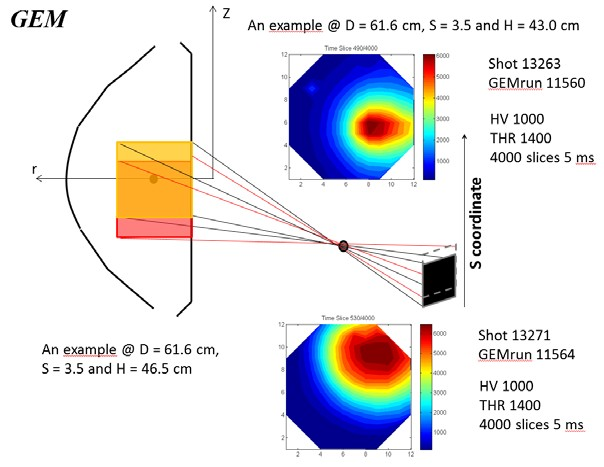 GEM
Z
An example @ D = 61.6 cm, S = 3.5 and H = 43.0 cm
Time Slice 490/4000
12
10
8
6
4
2
2 4 6 8 10 12
6000
5000
4000
3000
2000
1000
Shot 13263
GEMrun 11560
HV 1000
THR 1400
4000 slices 5 ms
r
S coordinate
An example @ D = 61.6 cm,
S = 3.5 and H = 46.5 cm
Time Slice 530/4000
12
10
8
6
4
2
2 4 6 8 10 12
6000
5000
4000
3000
2000
1000
Shot 13271
GEMrun 11564
HV 1000
THR 1400
4000 slices 5 ms